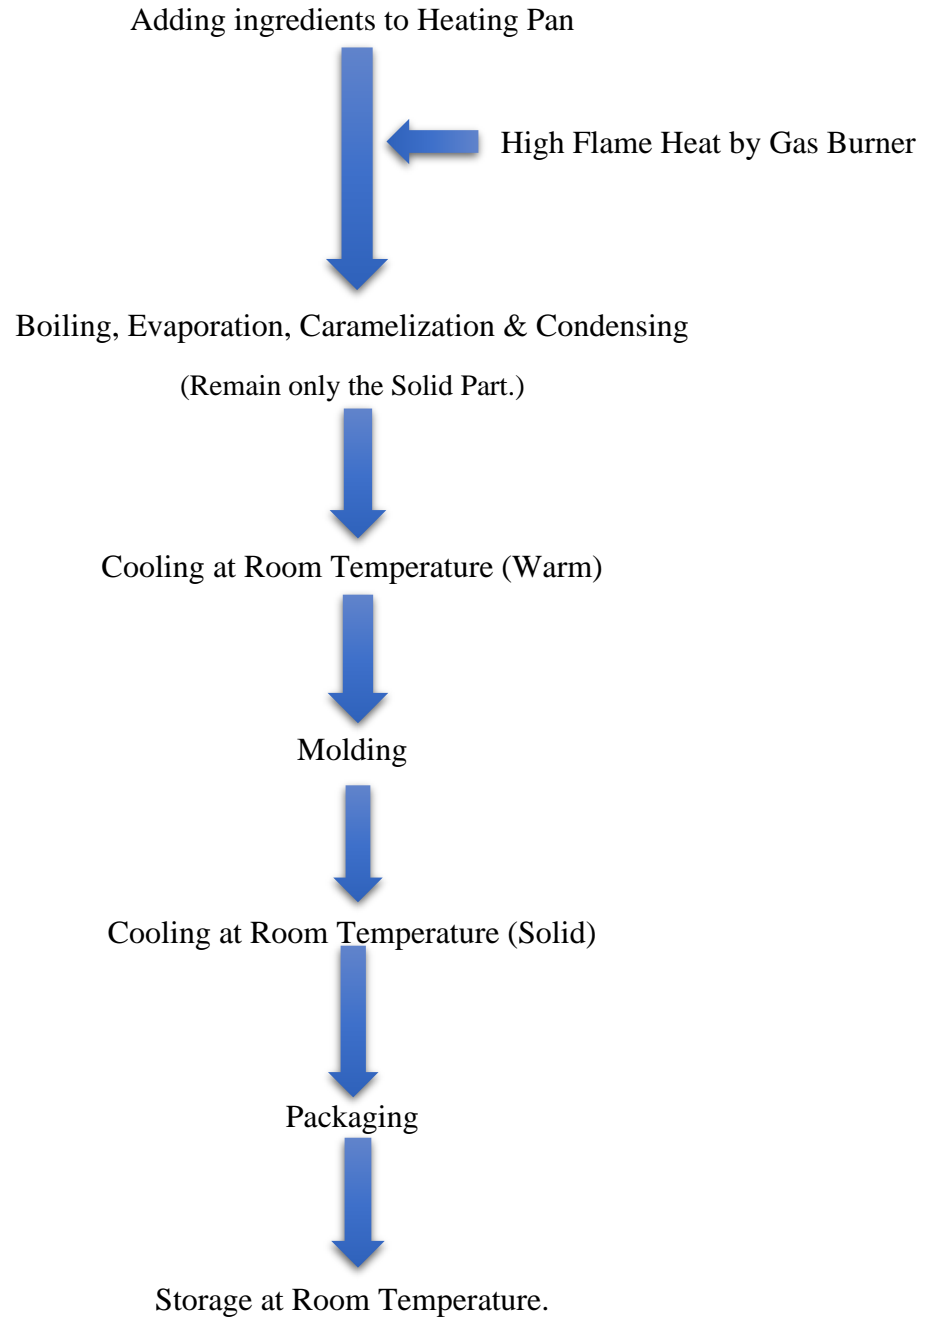 Adding ingredients to Heating Pan
High Flame Heat by Gas Burner
Boiling, Evaporation, Caramelization & Condensing
(Remain only the Solid Part.)
Cooling at Room Temperature (Warm)
Molding
Cooling at Room Temperature (Solid)
Packaging
Storage at Room Temperature.